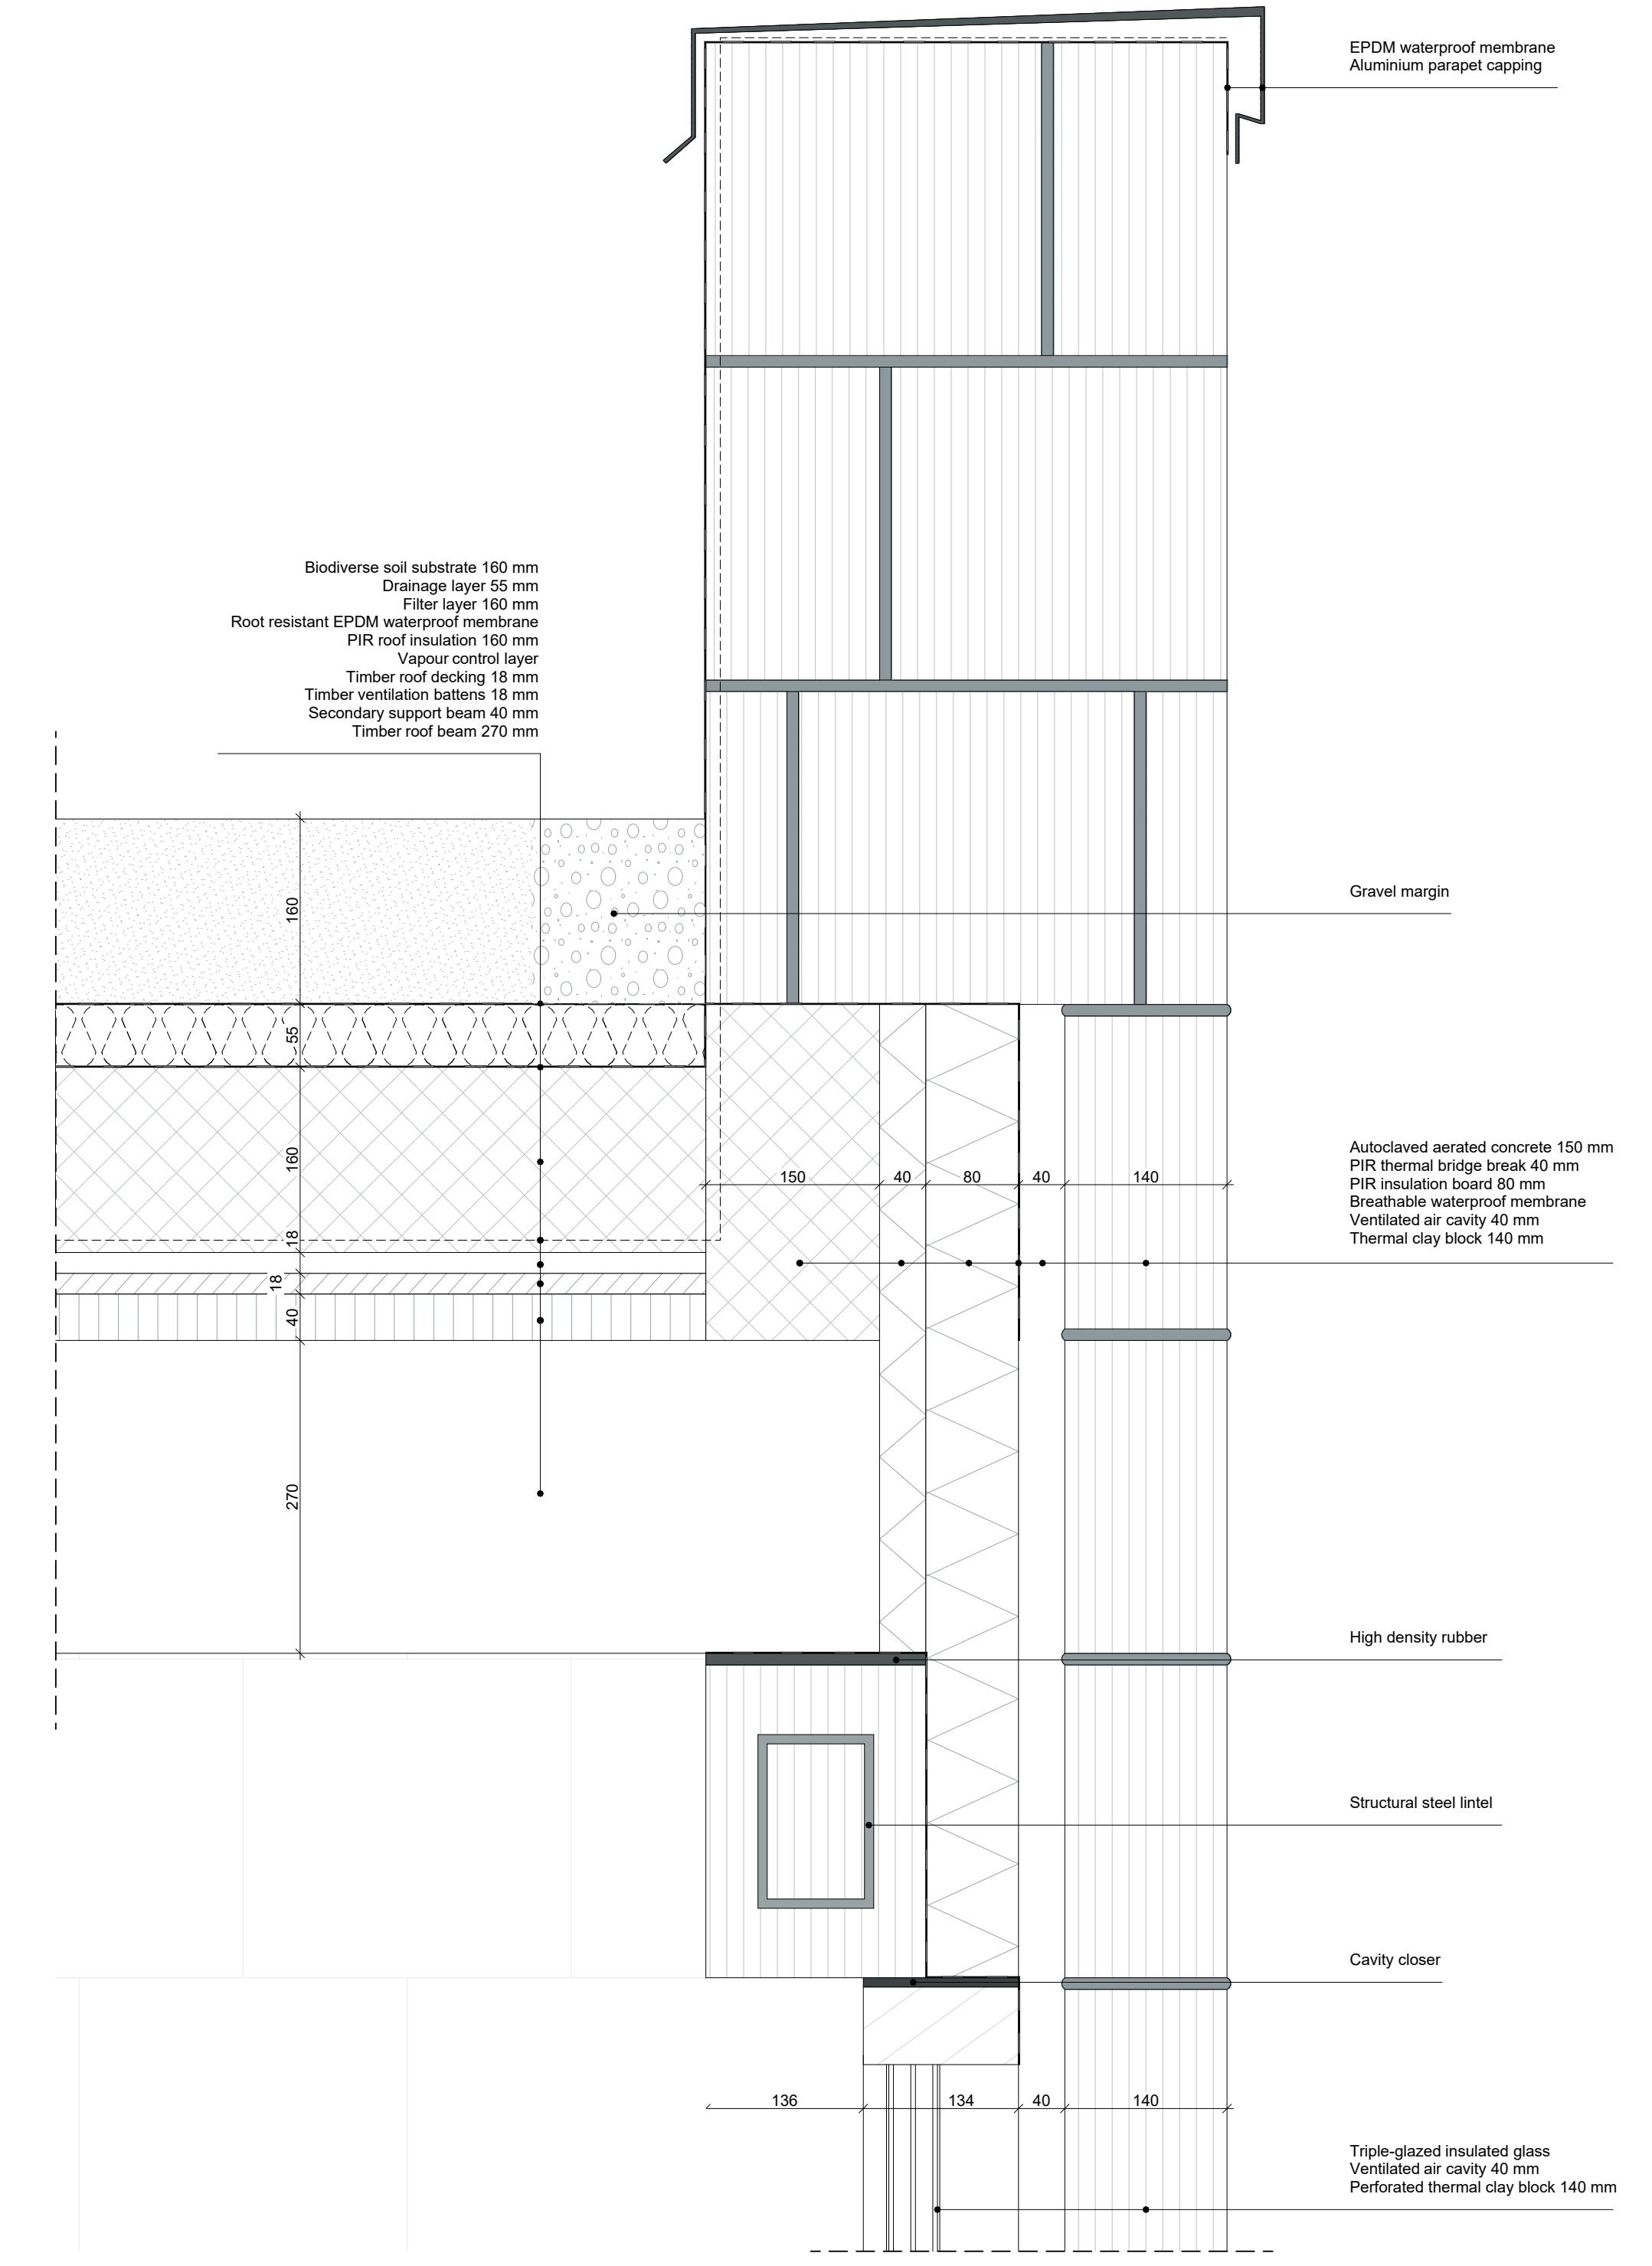 EPDM waterproof membrane
Aluminium parapet capping
Biodiverse soil substrate 160 mm
Drainage layer 55 mm
Filter layer 160 mm
Root resistant EPDM waterproof membrane
PIR roof insulation 160 mm
Vapour control layer
Timber roof decking 18 mm
Timber ventilation battens 18 mm
Secondary support beam 40 mm
Timber roof beam 270 mm
160
Gravel margin
55
160
150
40
80
40
140
Autoclaved aerated concrete 150 mm
PIR thermal bridge break 40 mm
PIR insulation board 80 mm
Breathable waterproof membrane
Ventilated air cavity 40 mm
Thermal clay block 140 mm
18
18
40
270
High density rubber
Structural steel lintel
Cavity closer
136
134
40
140
Triple-glazed insulated glass
Ventilated air cavity 40 mm
Perforated thermal clay block 140 mm